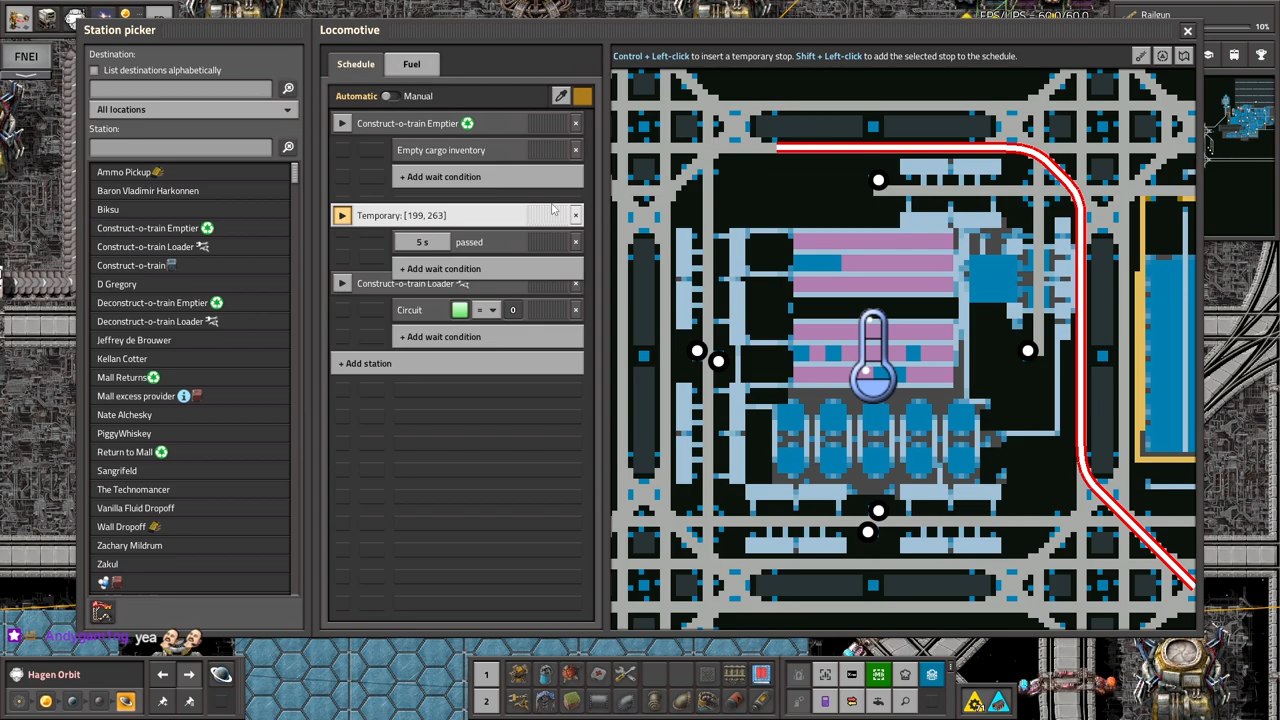 Station picker
Locomotive
Railgun
10%
FNEI
Destination:
List destinations alphabetically
All locations
Station:
Ammo Pickup
Baron Vladimir Harkonnen
Biksu
Construct-o-train Emptier
Construct-o-train Loader
Construct-o-train
D Gregory
Deconstruct-o-train Emptier
Deconstruct-o-train Loader
Jeffrey de Brouwer
Kellan Cotter
Mall Returns
Mall excess provider
Nate Alchesky
PiggyWhiskey
Return to Mall
Sangrifeld
The Technomancer
Vanilla Fluid Dropoff
Wall Dropoff
Zachary Mildrum
Zakul
Schedule
Fuel
Automatic
Manual
Construct-o-train Emptier
Empty cargo inventory
+ Add wait condition
Temporary: [199, 263]
5 s passed
+ Add wait condition
Construct-o-train Loader
Circuit = 0
+ Add wait condition
+ Add station
Control + Left-click to insert a temporary stop. Shift + Left-click to add the selected stop to the schedule.
yea
Hagen Orbit
1
2